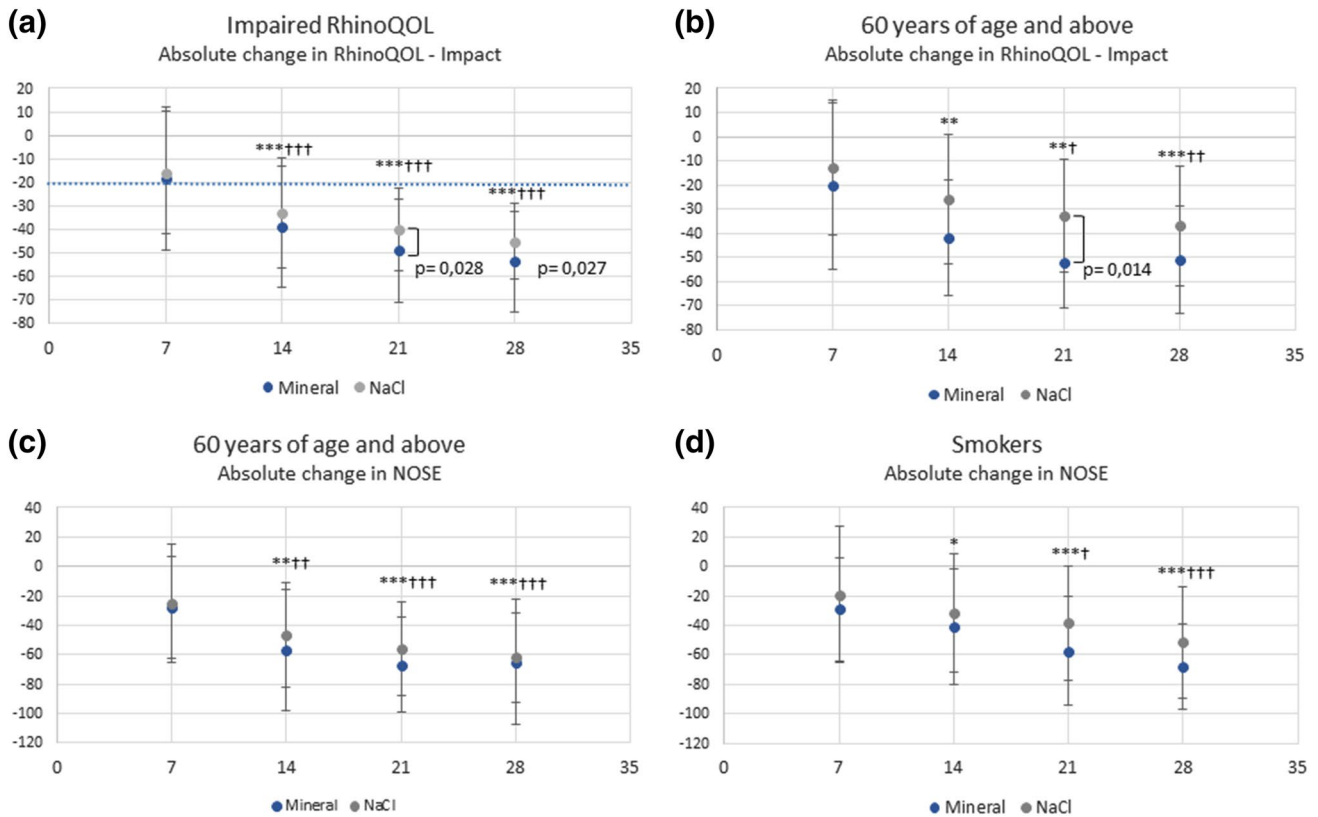 (a)
Impaired RhinoQOL
Absolute change in RhinoQOL - Impact
20
10
0
-10
-20
-30
-40
-50
-60
-70
-80
***†††
***†††
***†††
p= 0,028
p= 0,027
0 7 14 21 28 35
Mineral NaCl
(b)
60 years of age and above
Absolute change in RhinoQOL - Impact
20
10
0
-10
-20
-30
-40
-50
-60
-70
-80
**
**†
***††
p= 0,014
0 7 14 21 28 35
Mineral NaCl
(c)
60 years of age and above
Absolute change in NOSE
40
20
0
-20
-40
-60
-80
-100
-120
**††
***†††
***†††
0 7 14 21 28 35
Mineral NaCl
(d)
Smokers
Absolute change in NOSE
40
20
0
-20
-40
-60
-80
-100
-120
*
***†
***†††
0 7 14 21 28 35
Mineral NaCl